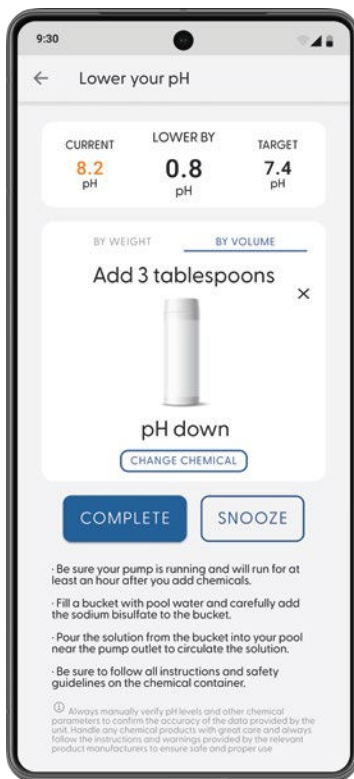 9:30
Lower your pH
CURRENT
LOWER BY
TARGET
8.2
0.8
7.4
pH
pH
pH
BY WEIGHT
BY VOLUME
Add 3 tablespoons
pH down
CHANGE CHEMICAL
COMPLETE
SNOOZE
· Be sure your pump is running and will run for at
least an hour after you add chemicals.
· Fill a bucket with pool water and carefully add
the sodium bisulfate to the bucket.
· Pour the solution from the bucket into your pool
near the pump outlet to circulate the solution.
· Be sure to follow all instructions and safety
guidelines on the chemical container.
Always manually verify pH levels and other chemical
parameters to confirm the accuracy of the data provided by the
unit. Handle any chemical products with great care and always
follow the instructions and warnings provided by the relevant
product manufacturers to ensure safe and proper use